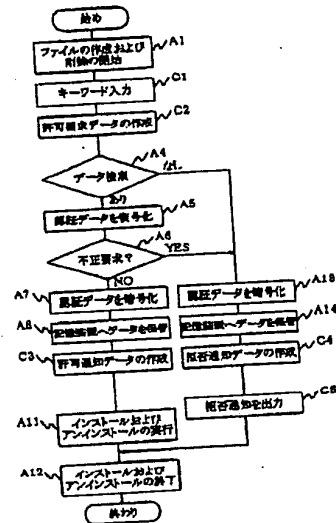 始め
A1
ファイルの作成および
削除の開始
C1
キーワード入力
C2
許可要求データの作成
A4
データ検索
なし
あり
A5
認証データを復号化
A6
不正要求?
YES
NO
A7
認証データを暗号化
A13
認証データを暗号化
A8
記憶装置へデータを保管
A14
記憶装置へデータを保管
C3
許可通知データの作成
C4
拒否通知データの作成
拒否通知を出力
A11
インストールおよび
アンインストールの実行
A12
インストールおよび
アンインストールの終了
終わり